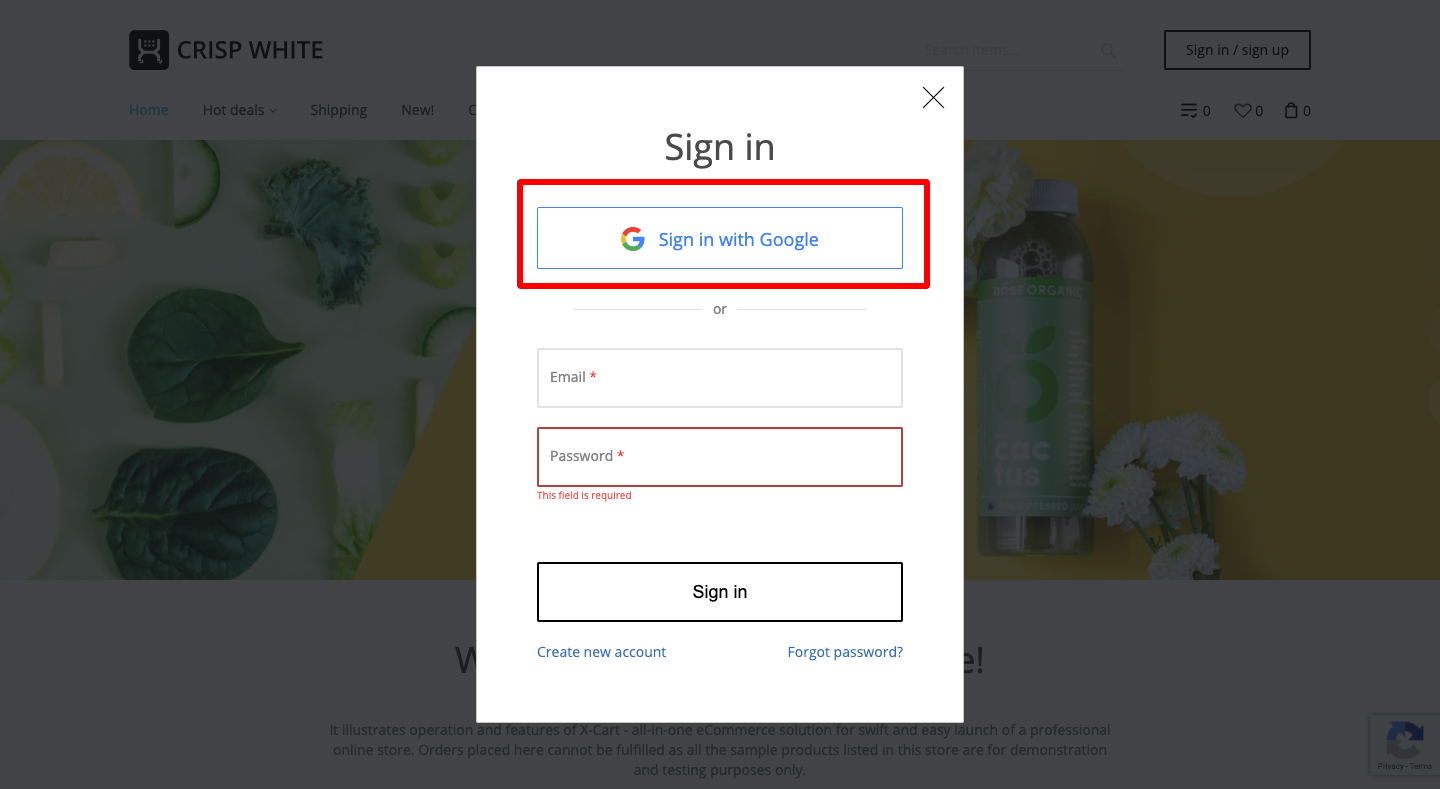 CRISP WHITE
Search items...
Sign in / sign up
Home
Hot deals
Shipping
New!
0
0
0
Sign in
Sign in with Google
or
Email *
Password *
This field is required
Sign in
Create new account
Forgot password?
DOSE ORGANIC
cac
tus
e!
It illustrates operation and features of X-Cart - all-in-one eCommerce solution for swift and easy launch of a professional
online store. Orders placed here cannot be fulfilled as all the sample products listed in this store are for demonstration
and testing purposes only.
Privacy - Terms